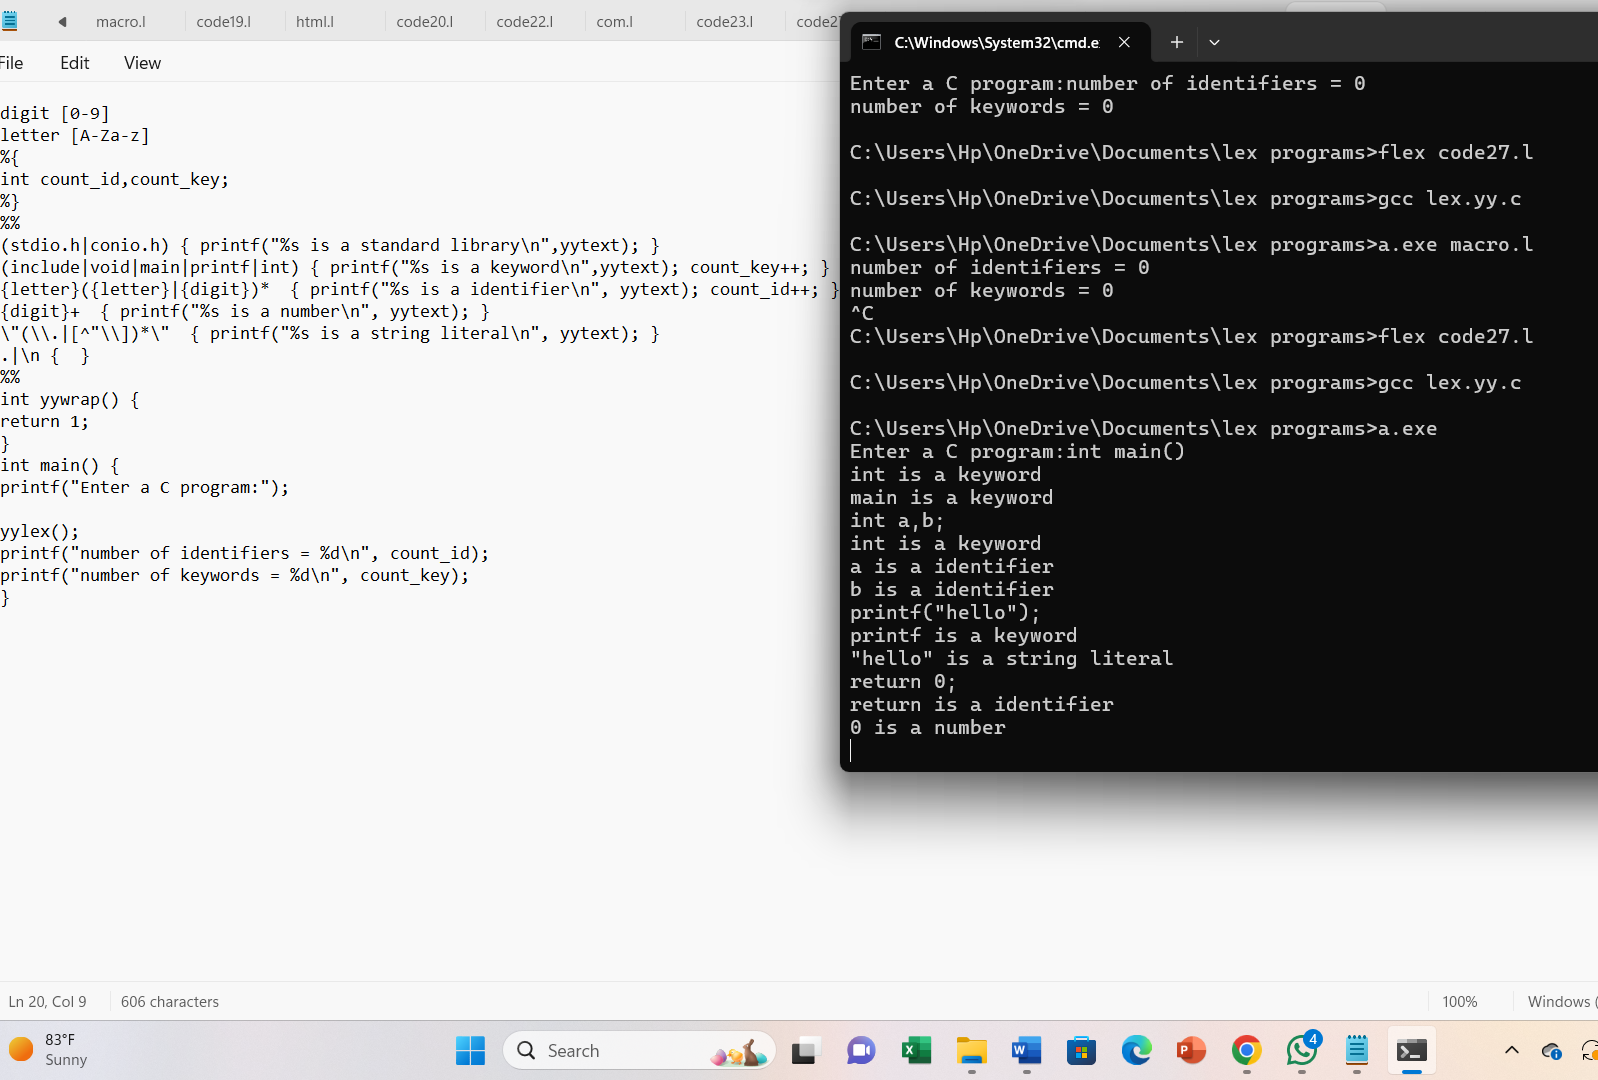 macro.l code19.l html.l code20.l code22.l com.l code23.l
File Edit View
digit [0-9]
letter [A-Za-z]
%{
int count_id,count_key;
%}
%%
(stdio.h|conio.h) { printf("%s is a standard library\n",yytext); }
(include|void|main|printf|int) { printf("%s is a keyword\n",yytext); count_key++; }
{letter}({letter}|{digit})*  { printf("%s is a identifier\n", yytext); count_id++; }
{digit}+  { printf("%s is a number\n", yytext); }
\"(\\.|[^"\\])*\"  { printf("%s is a string literal\n", yytext); }
.|\n {  }
%%
int yywrap() {
return 1;
}
int main() {
printf("Enter a C program:");
yylex();
printf("number of identifiers = %d\n", count_id);
printf("number of keywords = %d\n", count_key);
}
C:\Windows\System32\cmd.e
Enter a C program:number of identifiers = 0
number of keywords = 0
C:\Users\Hp\OneDrive\Documents\lex programs>flex code27.l
C:\Users\Hp\OneDrive\Documents\lex programs>gcc lex.yy.c
C:\Users\Hp\OneDrive\Documents\lex programs>a.exe macro.l
number of identifiers = 0
number of keywords = 0
^C
C:\Users\Hp\OneDrive\Documents\lex programs>flex code27.l
C:\Users\Hp\OneDrive\Documents\lex programs>gcc lex.yy.c
C:\Users\Hp\OneDrive\Documents\lex programs>a.exe
Enter a C program:int main()
int is a keyword
main is a keyword
int a,b;
int is a keyword
a is a identifier
b is a identifier
printf("hello");
printf is a keyword
"hello" is a string literal
return 0;
return is a identifier
0 is a number
Ln 20, Col 9 606 characters 100% Windows (
83°F
Sunny
Search
4